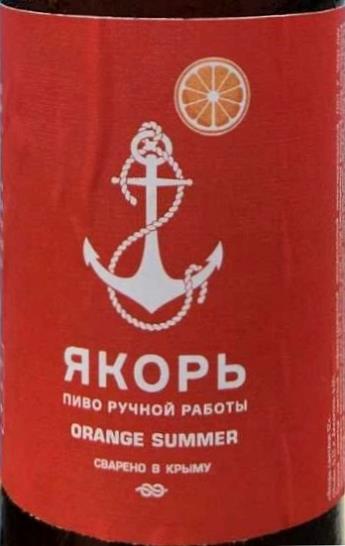 ЯКОРЬ
ПИВО РУЧНОЙ РАБОТЫ
ORANGE SUMMER
СВАРЕНО В КРЫМУ